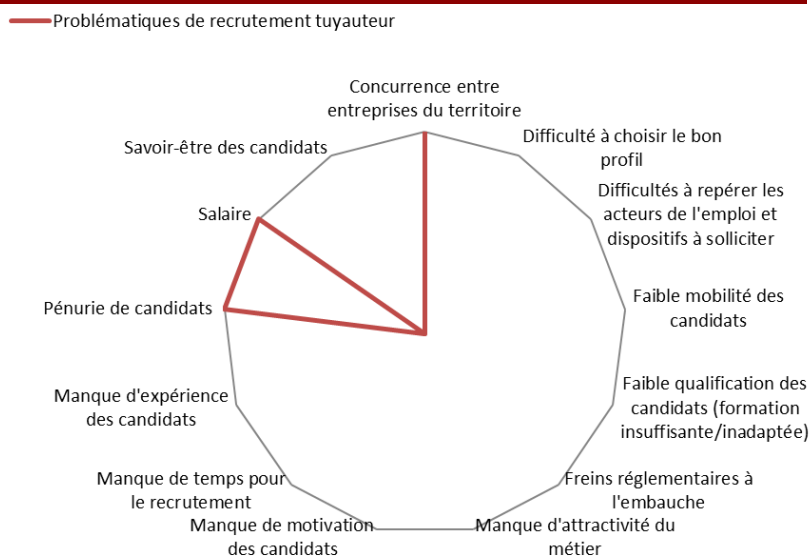 Problématiques de recrutement tuyauteur
Concurrence entre
entreprises du territoire
Difficulté à choisir le bon
profil
Difficultés à repérer les
acteurs de l'emploi et
dispositifs à solliciter
Faible mobilité des
candidats
Faible qualification des
candidats (formation
insuffisante/inadaptée)
Freins réglementaires à
l'embauche
Manque d'attractivité du
métier
Manque de motivation
des candidats
Manque de temps pour
le recrutement
Manque d'expérience
des candidats
Pénurie de candidats
Salaire
Savoir-être des candidats